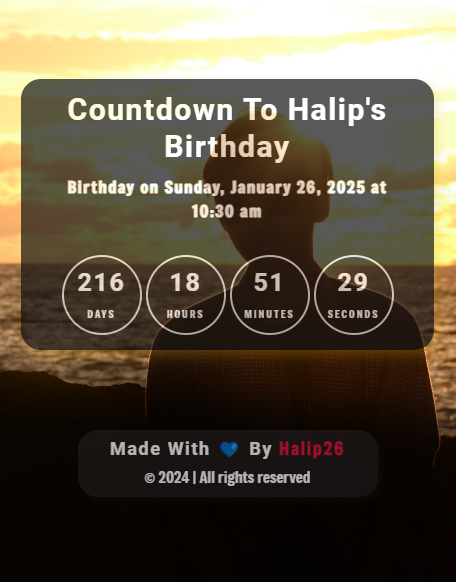 Countdown To Halip's
Birthday
Birthday on Sunday, January 26, 2025 at
10:30 am
216 18 51 29
DAYS HOURS MINUTES SECONDS
Made With 💙 By Halip26
© 2024 | All rights reserved